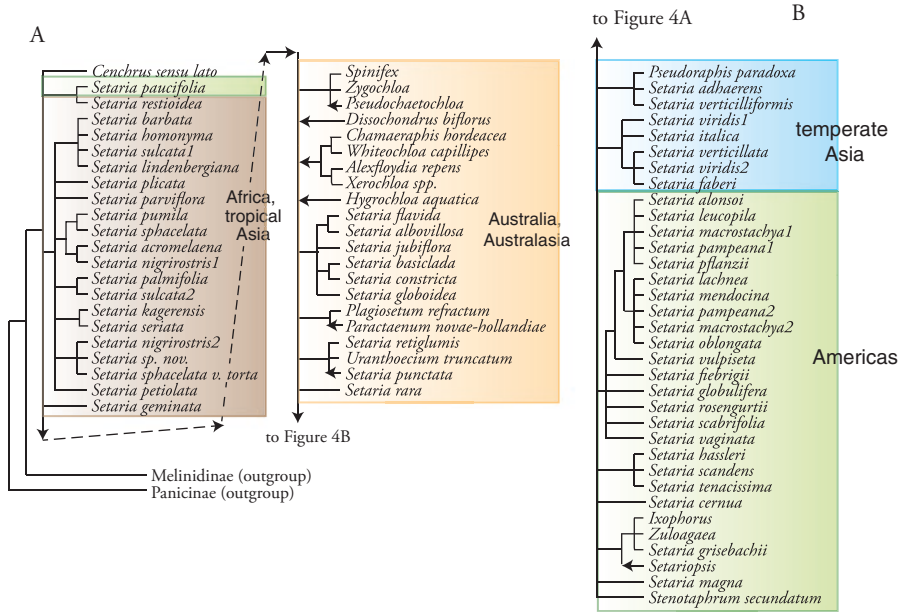 A
Cenchrus sensu lato
Setaria paucifolia
Setaria restioidea
Setaria barbata
Setaria homonyma
Setaria sulcata1
Setaria lindenbergiana
Setaria plicata
Setaria parviflora
Setaria pumila
Setaria sphacelata
Setaria acromelaena
Setaria nigrirostris1
Setaria palmifolia
Setaria sulcata2
Setaria kagerensis
Setaria seriata
Setaria nigrirostris2
Setaria sp. nov.
Setaria sphacelata v. torta
Setaria petiolata
Setaria geminata
Africa,
tropical
Asia
Melinidinae (outgroup)
Panicinae (outgroup)
Spinifex
Zygochloa
Pseudochaetochloa
Dissochondrus biflorus
Chamaeraphis hordeacea
Whiteochloa capillipes
Alexfloydia repens
Xerochloa spp.
Hygrochloa aquatica
Setaria flavida
Setaria albovillosa
Setaria jubiflora
Setaria basiclada
Setaria constricta
Setaria globoidea
Plagiosetum refractum
Paractaenum novae-hollandiae
Setaria retiglumis
Uranthoecium truncatum
Setaria punctata
Setaria rara
Australia,
Australasia
to Figure 4B
to Figure 4A
B
Pseudoraphis paradoxa
Setaria adhaerens
Setaria verticilliformis
Setaria viridis1
Setaria italica
Setaria verticillata
Setaria viridis2
Setaria faberi
temperate
Asia
Setaria alonsoi
Setaria leucopila
Setaria macrostachya1
Setaria pampeana1
Setaria pflanzii
Setaria lachnea
Setaria mendocina
Setaria pampeana2
Setaria macrostachya2
Setaria oblongata
Setaria vulpiseta
Setaria fiebrigii
Setaria globulifera
Setaria rosengurtii
Setaria scabrifolia
Setaria vaginata
Setaria hassleri
Setaria scandens
Setaria tenacissima
Setaria cernua
Ixophorus
Zuloagaea
Setaria grisebachii
Setariopsis
Setaria magna
Stenotaphrum secundatum
Americas